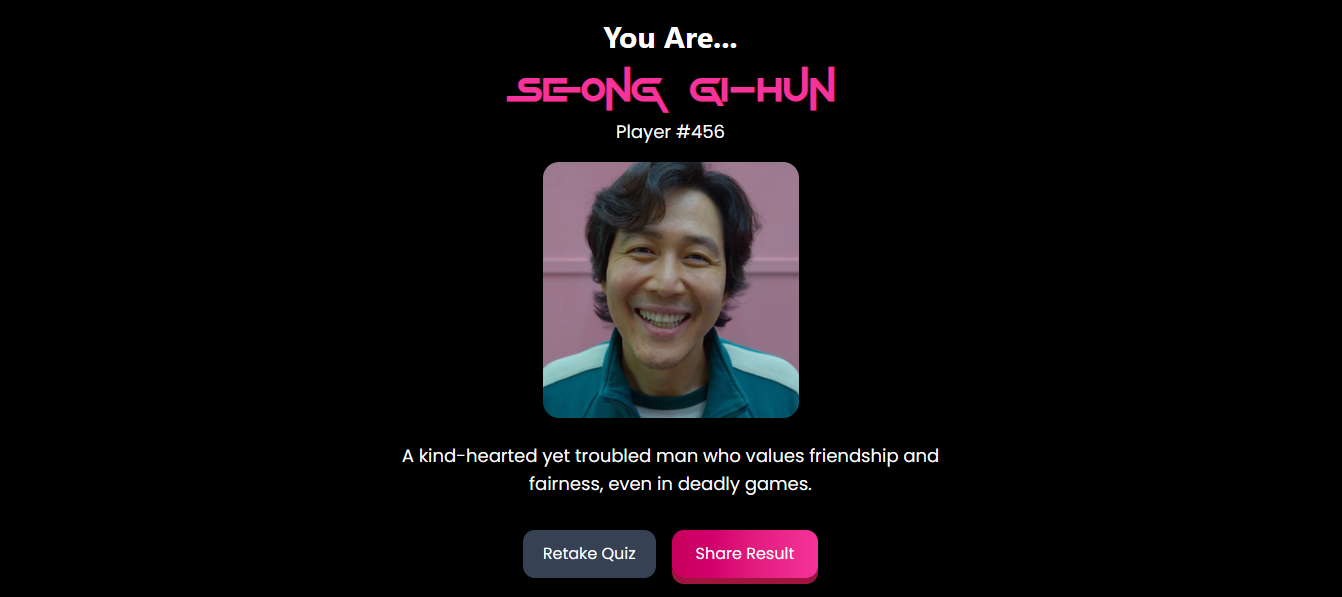 You Are...
SEONG GI-HUN
Player #456
A kind-hearted yet troubled man who values friendship and
fairness, even in deadly games.
Retake Quiz
Share Result